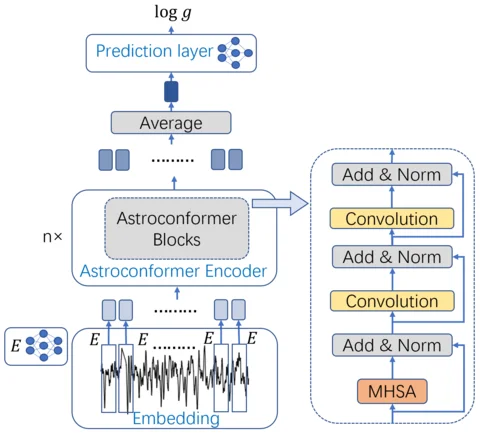 log g
Prediction layer
Average
………
Astroconformer
Blocks
n×
Astroconformer Encoder
………
E
E
E
………
E
E
Embedding
Add & Norm
Convolution
Add & Norm
Convolution
Add & Norm
MHSA